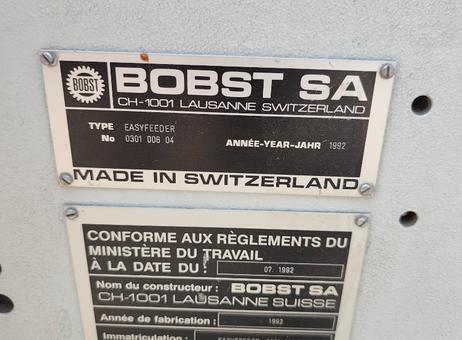 BOBST
BOBST SA
CH-1001 LAUSANNE SWITZERLAND
TYPE EASYFEEDER
No 0301 006 04
ANNÉE-YEAR-JAHR 1992
MADE IN SWITZERLAND
CONFORME AUX RÈGLEMENTS DU
MINISTÈRE DU TRAVAIL
À LA DATE DU: 07.1992
Nom du constructeur: BOBST SA
CH-1001 LAUSANNE SUISSE
Année de fabrication: 1992
Immatriculation: EASYFEEDER